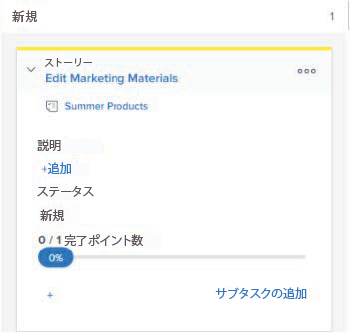 新規 1
ストーリー
Edit Marketing Materials
Summer Products
説明
+追加
ステータス
新規
0 / 1 完了ポイント数
0%
+ サブタスクの追加